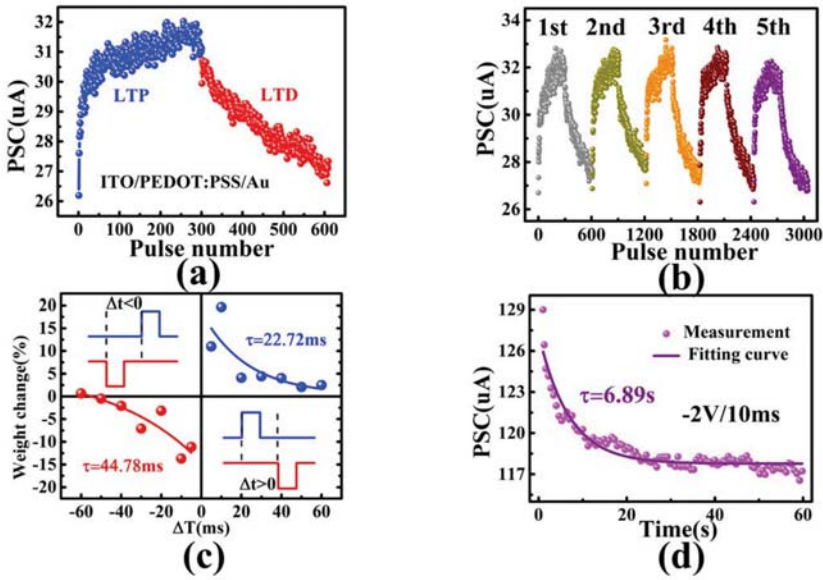 32
31
30
29
28
27
26
PSC(uA)
LTP
LTD
ITO/PEDOT:PSS/Au
0 100 200 300 400 500 600
Pulse number
(a)
34
32
30
28
26
PSC(uA)
1st 2nd 3rd 4th 5th
0 600 1200 1800 2400 3000
Pulse number
(b)
20
15
10
5
0
-5
-10
-15
-20
Weight change(%)
Δt<0
τ=22.72ms
τ=44.78ms
Δt>0
-60 -40 -20 0 20 40 60
ΔT(ms)
(c)
129
126
123
120
117
PSC(uA)
Measurement
Fitting curve
τ=6.89s
-2V/10ms
0 20 40 60
Time(s)
(d)